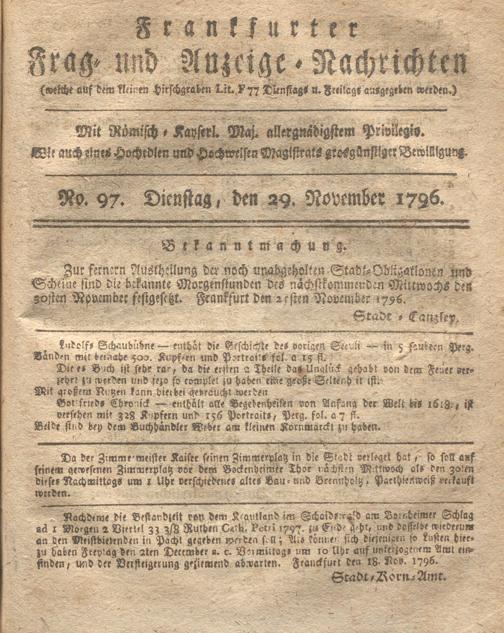 Frankfurter
Frag- und Anzeige-Nachrichten
(welche auf dem kleinen Hirschgraben Lit. F 77 Dienstags u. Freitags ausgegeben werden.)
Mit Römisch-Kayserl. Maj. allergnädigstem Privilegio.
Wie auch eines Hochedlen und Hochweisen Magistrats grosgünstiger Bewilligung.
No. 97. Dienstag, den 29. November 1796.
Bekanntmachung.
Zur fernern Austheilung der noch unabgeholten Stadt-Obligationen und
Scheine sind die bekannte Morgenstunden des nächstkommenden Mittwochs den
30sten November festgesetzt. Frankfurt den 21sten November 1796.
Stadt-Canzley.
Ludolfs Schaubühne — enthält die Geschichte des vorigen Seculi — in 5 saubern Perg.
Bänden mit beinahe 500. Kupfern und Portraits fol. a 15 fl.
Dieses Buch ist sehr rar, da die ersten 2 Theile das Unglück gehabt von dem Feuer ver-
zehrt zu werden und jezo so complet zu haben eine große Seltenheit ist.
Mit großem Nutzen kann hierbei gebraucht werden
Gottfrieds Chronick — enthält alle Begebenheiten von Anfang der Welt bis 1618, ist
versehen mit 328 Kupfern und 156 Portraits, Perg. fol. a 7 fl.
Beide sind bey dem Buchhändler Weber am kleinen Kornmarckt zu haben.
Da der Zimmermeister Kaiser seinen Zimmerplatz in die Stadt verleget hat, so soll auf
seinem gewesenen Zimmerplatz vor dem Bockenheimer Thor nächsten Mittwoch als den 30ten
dieses Nachmittags um 1 Uhr verschiedenes altes Bau- und Brennholz, Parthienweiß verkauft
werden.
Nachdeme die Bestandzeit von dem Krautland im Schaidswald am Bornheimer Schlag
ad 1 Morgen 2 Viertel 33 3/8 Ruthen Cath. Petri 1797. zu Ende geht, und dasselbe wiederum
an den Meistbietenden in Pacht gegeben werden soll; Als können sich diejenigen so Lusten hier-
zu haben Freytag den 2ten December a. c. Vormittags um 10 Uhr auf unterzogenem Amt ein-
finden, und der Versteigerung geziemend abwarten. Franckfurt den 18. Nov. 1796.
Stadt-Korn-Amt.